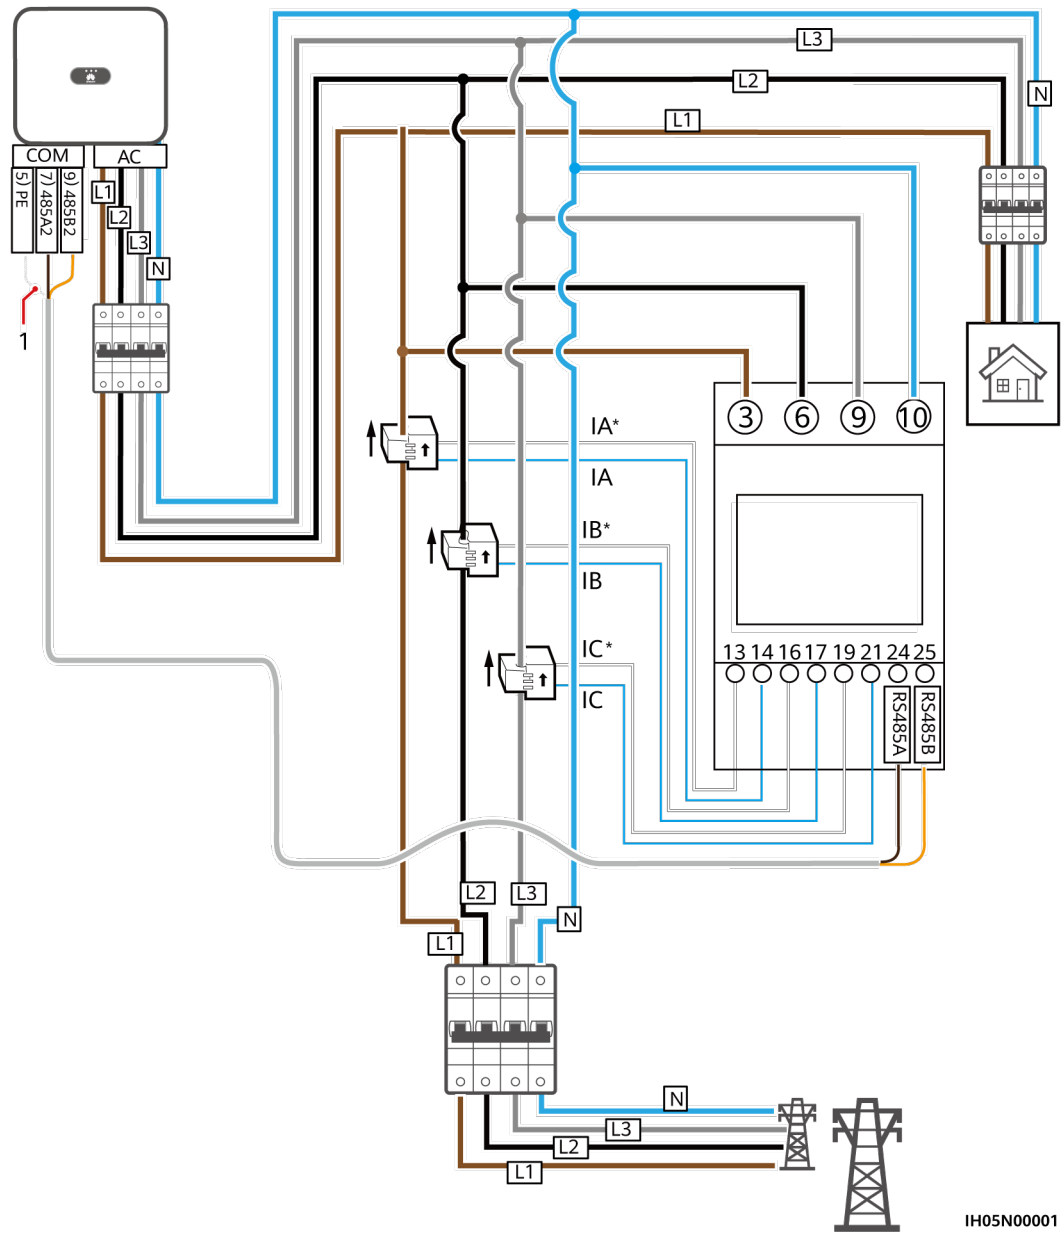 L3
L2
N
L1
COM
AC
5) PE
7) 485A2
9) 485B2
L1
L2
L3
N
1
3
6
9
10
IA*
IA
IB*
IB
IC*
IC
13 14 16 17 19 21 24 25
RS485A
RS485B
L2
L3
N
L1
N
L3
L2
L1
IH05N00001